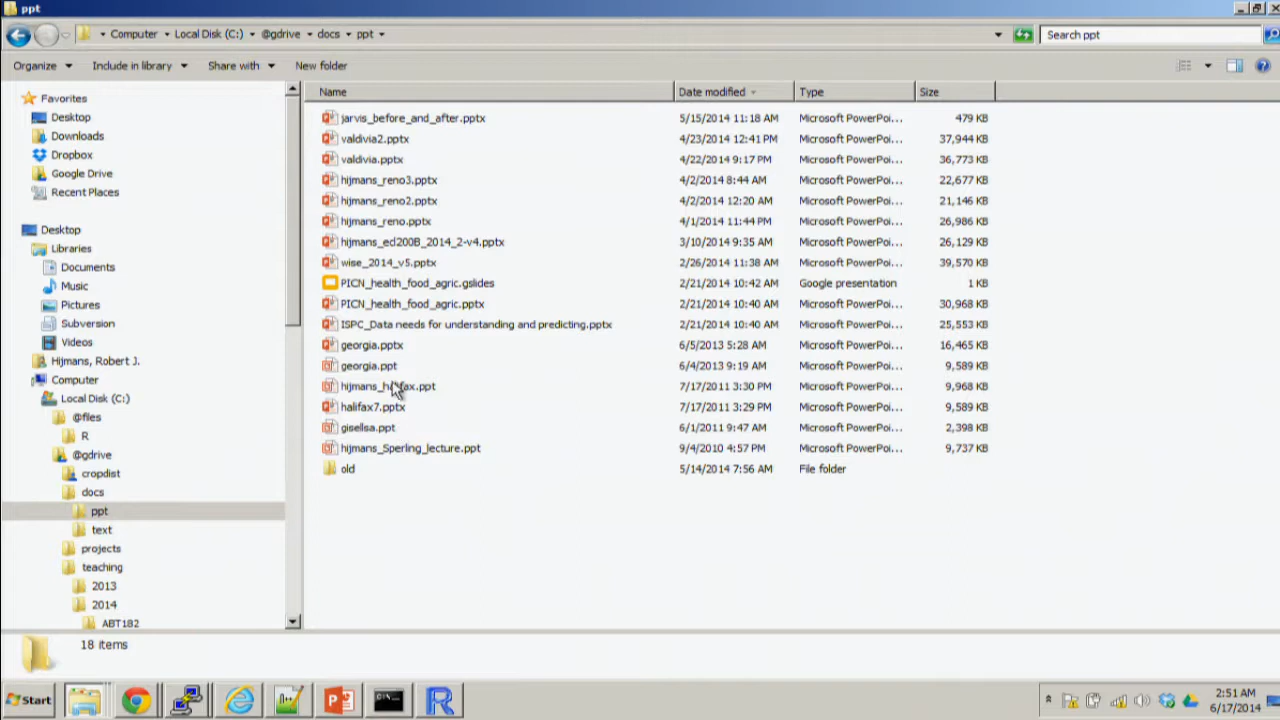 ppt
Computer Local Disk (C:) @gdrive docs ppt
Search ppt
Organize Include in library Share with New folder
Name Date modified Type Size
Favorites
Desktop
Downloads
Dropbox
Google Drive
Recent Places
Desktop
Libraries
Documents
Music
Pictures
Subversion
Videos
Hijmans, Robert J.
Computer
Local Disk (C:)
@files
R
@gdrive
cropdist
docs
ppt
text
projects
teaching
2013
2014
ABT182
jarvis_before_and_after.pptx 5/15/2014 11:18 AM Microsoft PowerPoi... 479 KB
valdivia2.pptx 4/23/2014 12:41 PM Microsoft PowerPoi... 37,944 KB
valdivia.pptx 4/22/2014 9:17 PM Microsoft PowerPoi... 36,773 KB
hijmans_reno3.pptx 4/2/2014 8:44 AM Microsoft PowerPoi... 22,677 KB
hijmans_reno2.pptx 4/2/2014 12:20 AM Microsoft PowerPoi... 21,146 KB
hijmans_reno.pptx 4/1/2014 11:44 PM Microsoft PowerPoi... 26,986 KB
hijmans_ed200B_2014_2-v4.pptx 3/10/2014 9:35 AM Microsoft PowerPoi... 26,129 KB
wise_2014_v5.pptx 2/26/2014 11:38 AM Microsoft PowerPoi... 39,570 KB
PICN_health_food_agric.gslides 2/21/2014 10:42 AM Google presentation 1 KB
PICN_health_food_agric.pptx 2/21/2014 10:40 AM Microsoft PowerPoi... 30,968 KB
ISPC_Data needs for understanding and predicting.pptx 2/21/2014 10:40 AM Microsoft PowerPoi... 25,553 KB
georgia.pptx 6/5/2013 5:28 AM Microsoft PowerPoi... 16,465 KB
georgia.ppt 6/4/2013 9:19 AM Microsoft PowerPoi... 9,589 KB
hijmans_halifax.ppt 7/17/2011 3:30 PM Microsoft PowerPoi... 9,968 KB
halifax7.pptx 7/17/2011 3:29 PM Microsoft PowerPoi... 9,589 KB
gisellsa.ppt 6/1/2011 9:47 AM Microsoft PowerPoi... 2,398 KB
hijmans_Sperling_lecture.ppt 9/4/2010 4:57 PM Microsoft PowerPoi... 9,737 KB
old 5/14/2014 7:56 AM File folder
18 items
Start
2:51 AM
6/17/2014